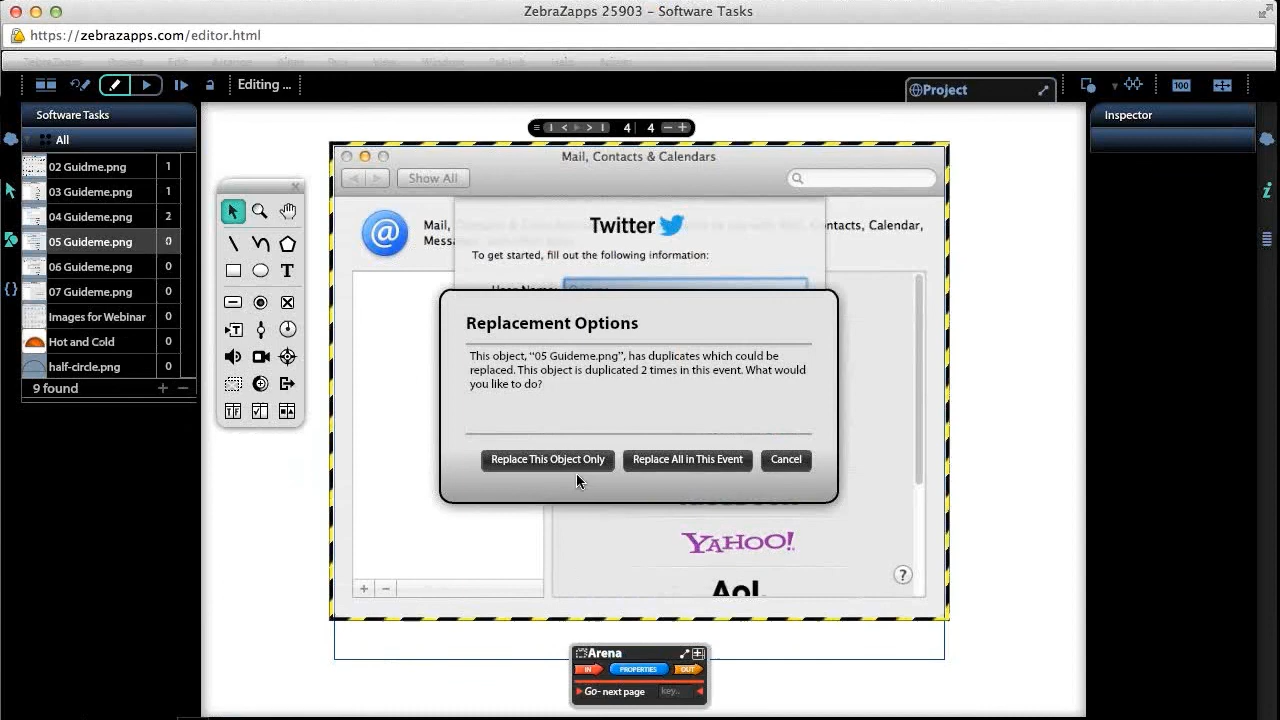 ZebraZapps 25903 – Software Tasks
https://zebrazapps.com/editor.html
Editing ...
Project
100
Software Tasks
Inspector
All
02 Guidme.png 1
03 Guideme.png 1
04 Guideme.png 2
05 Guideme.png 0
06 Guideme.png 0
07 Guideme.png 0
Images for Webinar 0
Hot and Cold 0
half-circle.png 0
9 found + −
4 4 − +
Mail, Contacts & Calendars
Show All
Twitter
To get started, fill out the following information:
Replacement Options
This object, "05 Guideme.png", has duplicates which could be
replaced. This object is duplicated 2 times in this event. What would
you like to do?
Replace This Object Only
Replace All in This Event
Cancel
YAHOO!
Aol.
?
Arena
IN PROPERTIES OUT
Go- next page key..